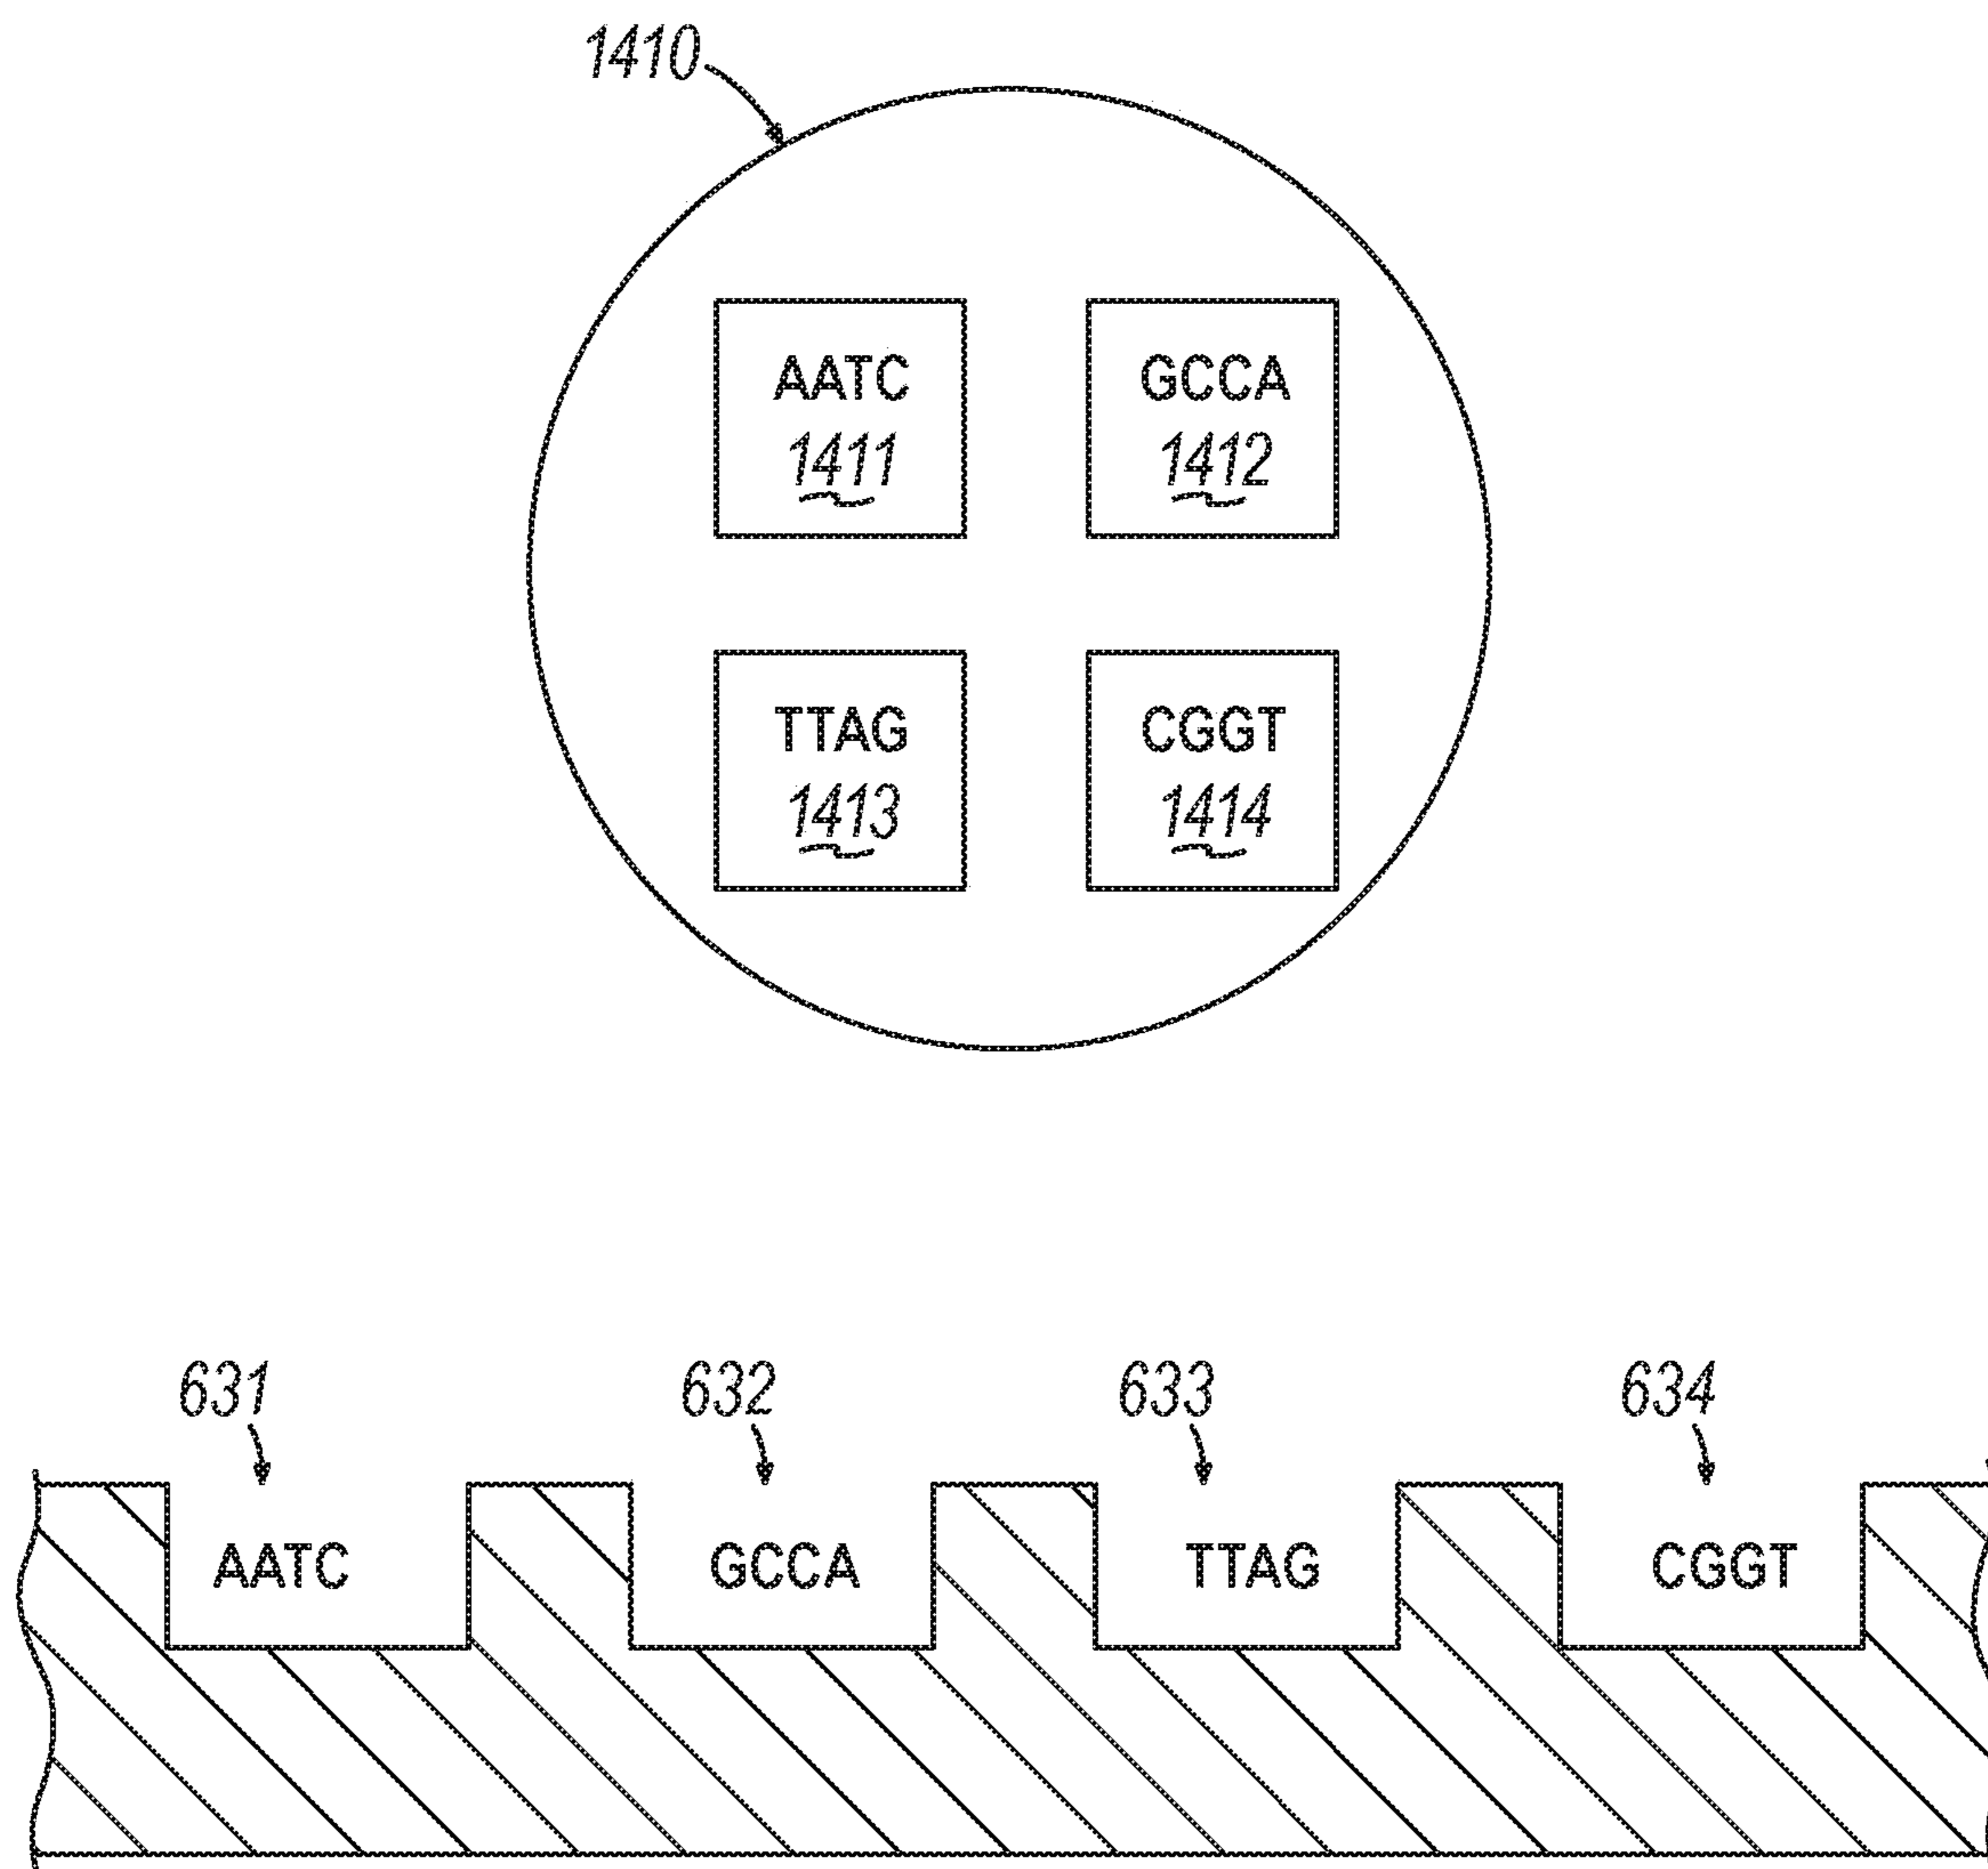 1410
AATC GCCA
1411 1412
TTAG CGGT
1413 1414
631 632 633 634
AATC GCCA TTAG CGGT